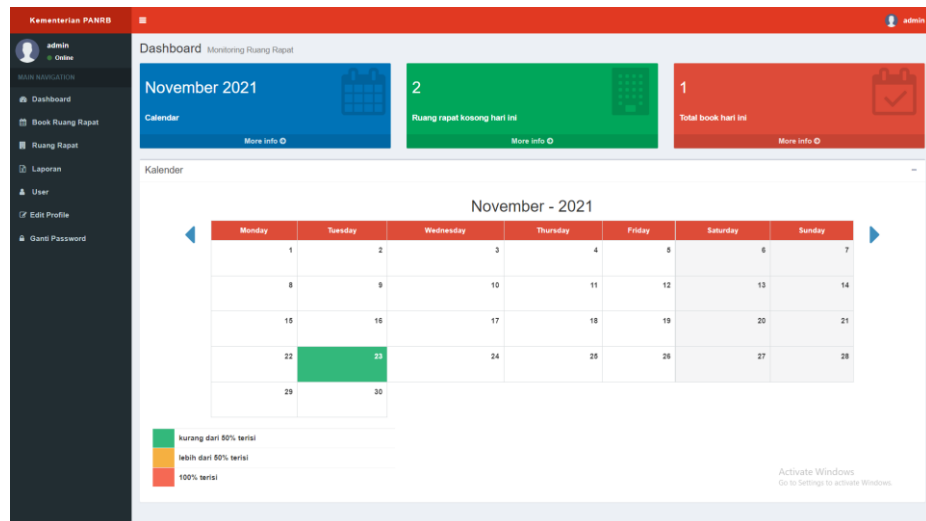 Kementerian PANRB
admin
admin
Online
MAIN NAVIGATION
Dashboard
Book Ruang Rapat
Ruang Rapat
Laporan
User
Edit Profile
Ganti Password
Dashboard Monitoring Ruang Rapat
November 2021
Calendar
More info
2
Ruang rapat kosong hari ini
More info
1
Total book hari ini
More info
Kalender
November - 2021
Monday Tuesday Wednesday Thursday Friday Saturday Sunday
1 2 3 4 5 6 7
8 9 10 11 12 13 14
15 16 17 18 19 20 21
22 23 24 25 26 27 28
29 30
kurang dari 50% terisi
lebih dari 50% terisi
100% terisi
Activate Windows
Go to Settings to activate Windows.